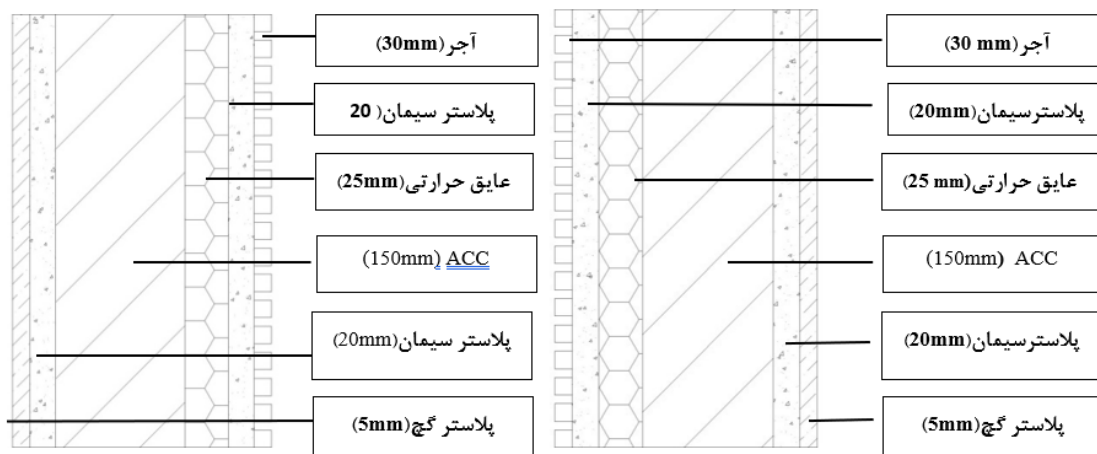 آجر(30mm)
پلاستر سیمان( 20
عایق حرارتی(25mm)
ACC (150mm)
پلاستر سیمان(20mm)
پلاستر گچ(5mm)
آجر(30 mm)
پلاسترسیمان(20mm)
عایق حرارتی(25 mm)
ACC (150mm)
پلاسترسیمان(20mm)
پلاستر گچ(5mm)